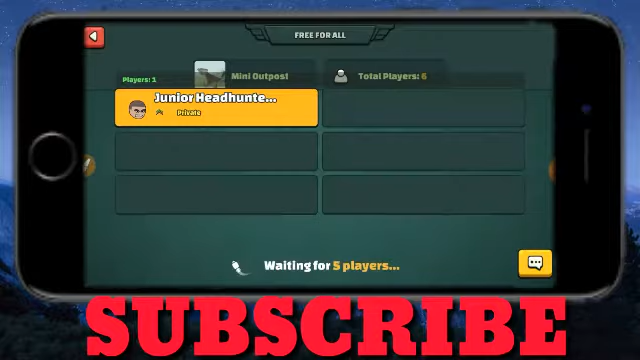 FREE FOR ALL
Players: 1
Mini Outpost
Total Players: 6
Junior Headhunte...
Private
Waiting for 5 players...
SUBSCRIBE